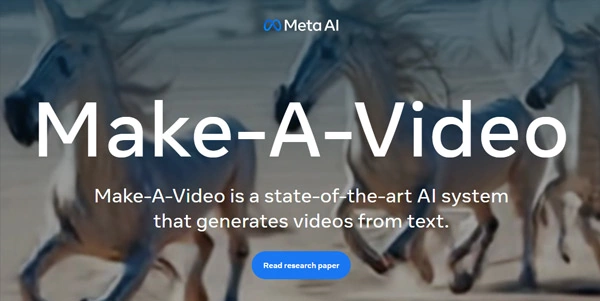 Meta AI
Make-A-Video
Make-A-Video is a state-of-the-art AI system
that generates videos from text.
Read research paper